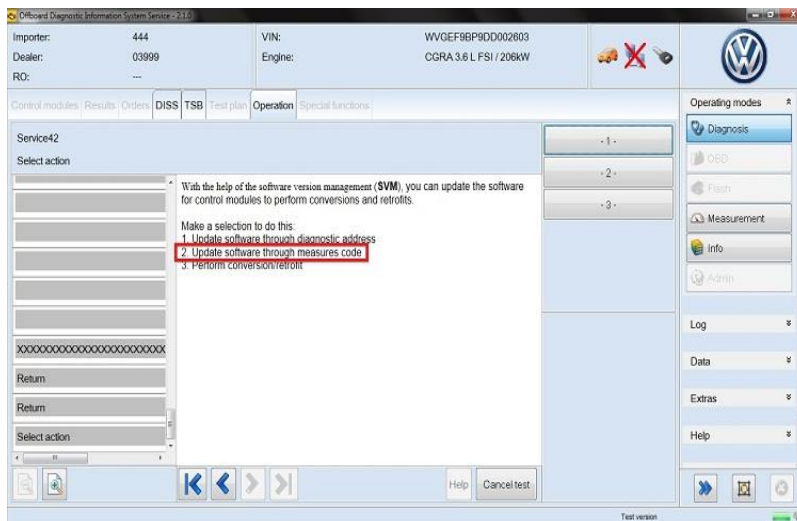 Offboard Diagnostic Information System Service - 2.1.0
Importer: 444 VIN: WVGEF9BP9DD002603
Dealer: 03999 Engine: CGRA 3.6 L FSI / 206kW
RO: ---
Control modules Results Orders DISS TSB Test plan Operation Special functions
Operating modes
Service42
Select action
Diagnosis
OBD
Flash
Measurement
Info
Admin
Log
Data
Extras
Help
- 1 -
- 2 -
- 3 -
With the help of the software version management (SVM), you can update the software
for control modules to perform conversions and retrofits.
Make a selection to do this:
1. Update software through diagnostic address
2. Update software through measures code
3. Perform conversion/retrofit
XXXXXXXXXXXXXXXXXXXXXXXX
Return
Return
Select action
Help Cancel test
Test version